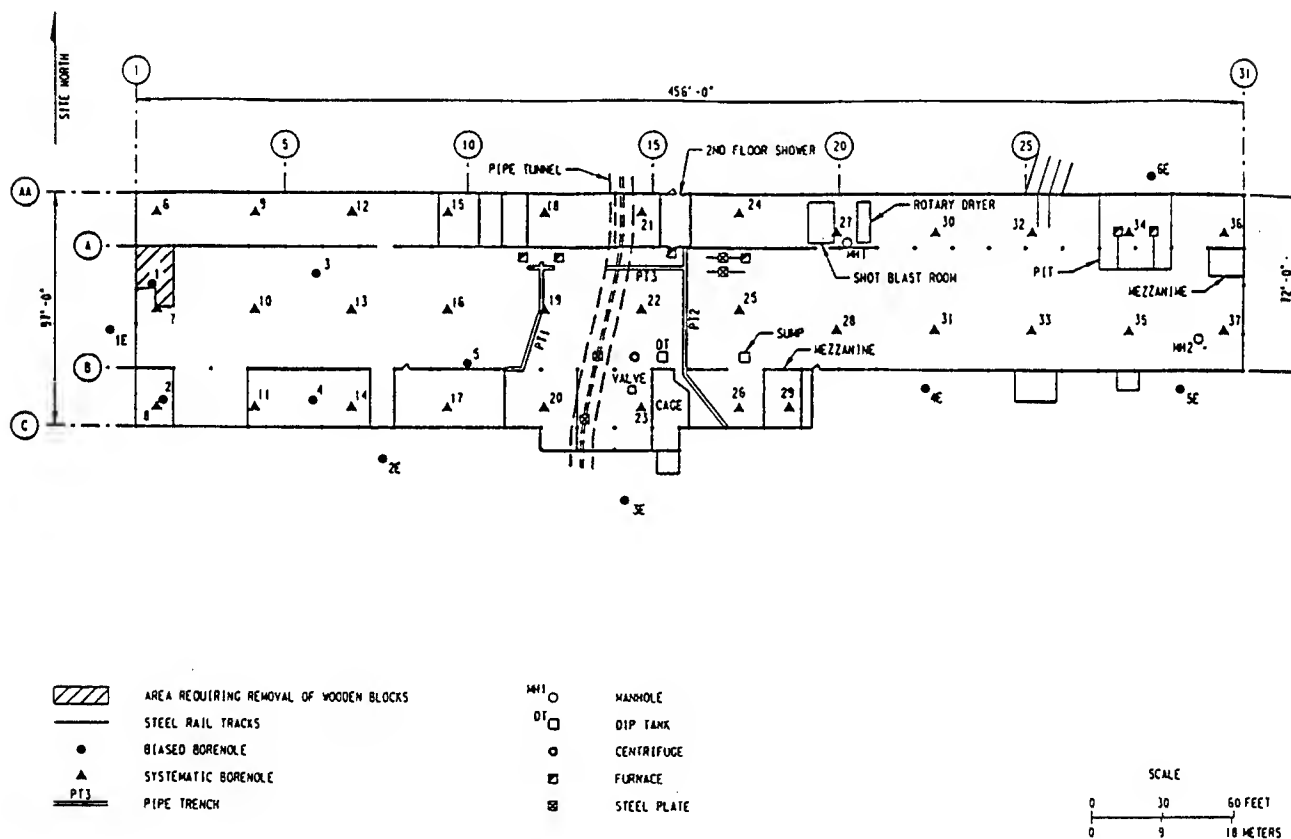 SITE NORTH
1
31
456'-0"
5
10
PIPE TUNNEL
15
2ND FLOOR SHOWER
20
25
6E
AA
6
9
12
15
18
21
24
27
ROTARY DRYER
30
32
34
36
A
MH1
SHOT BLAST ROOM
PIT
MEZZANINE
97'-0"
72'-0"
1
3
PT3
7
10
13
16
19
22
PT2
25
28
31
33
35
37
1E
PT1
DT
SUMP
MH2
B
5
VALVE
MEZZANINE
2
8
11
4
14
17
20
23
CAGE
26
29
4E
5E
C
2E
3E
AREA REQUIRING REMOVAL OF WOODEN BLOCKS
STEEL RAIL TRACKS
BIASED BOREHOLE
SYSTEMATIC BOREHOLE
PT3
PIPE TRENCH
MH1
MANHOLE
DT
DIP TANK
CENTRIFUGE
FURNACE
STEEL PLATE
SCALE
0 30 60 FEET
0 9 18 METERS